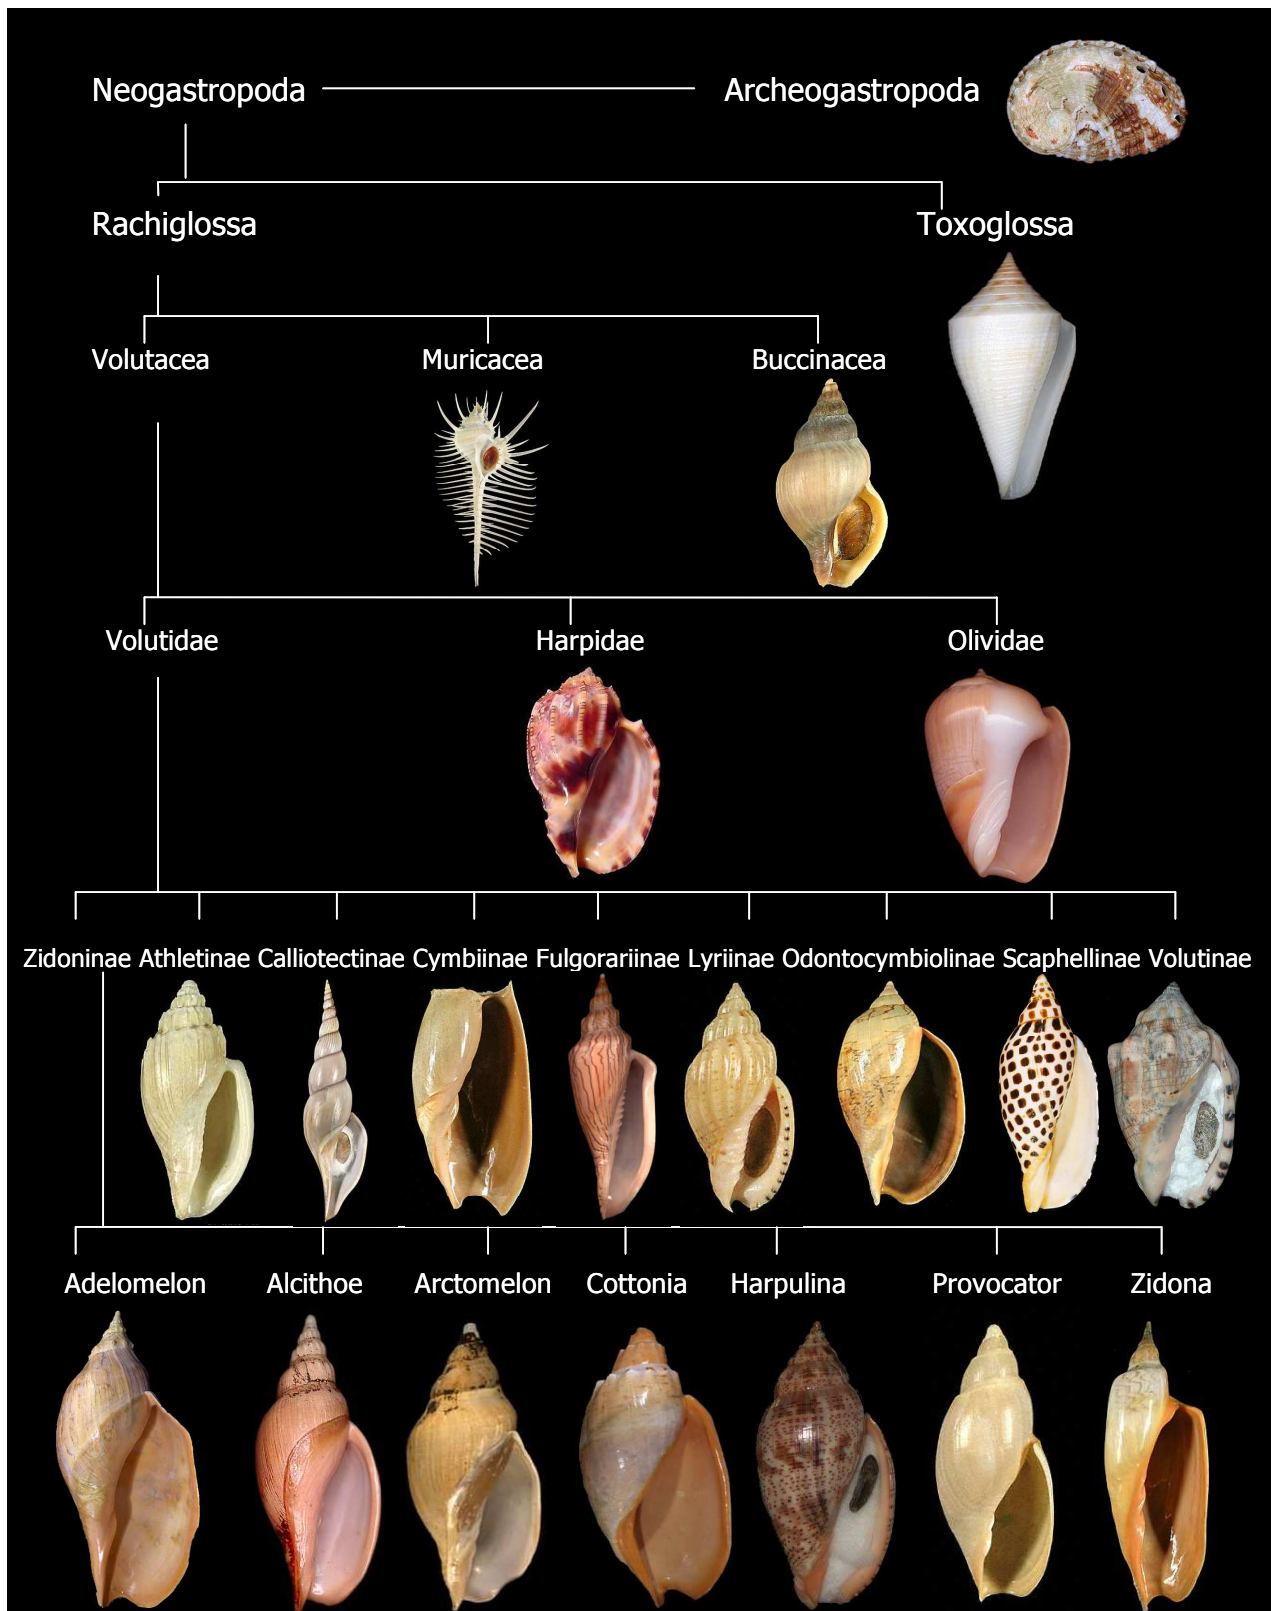 Neogastropoda Archeogastropoda
Rachiglossa Toxoglossa
Volutacea Muricacea Buccinacea
Volutidae Harpidae Olividae
Zidoninae Athletinae Calliotectinae Cymbiinae Fulgorariinae Lyriinae Odontocymbiolinae Scaphellinae Volutinae
Adelomelon Alcithoe Arctomelon Cottonia Harpulina Provocator Zidona